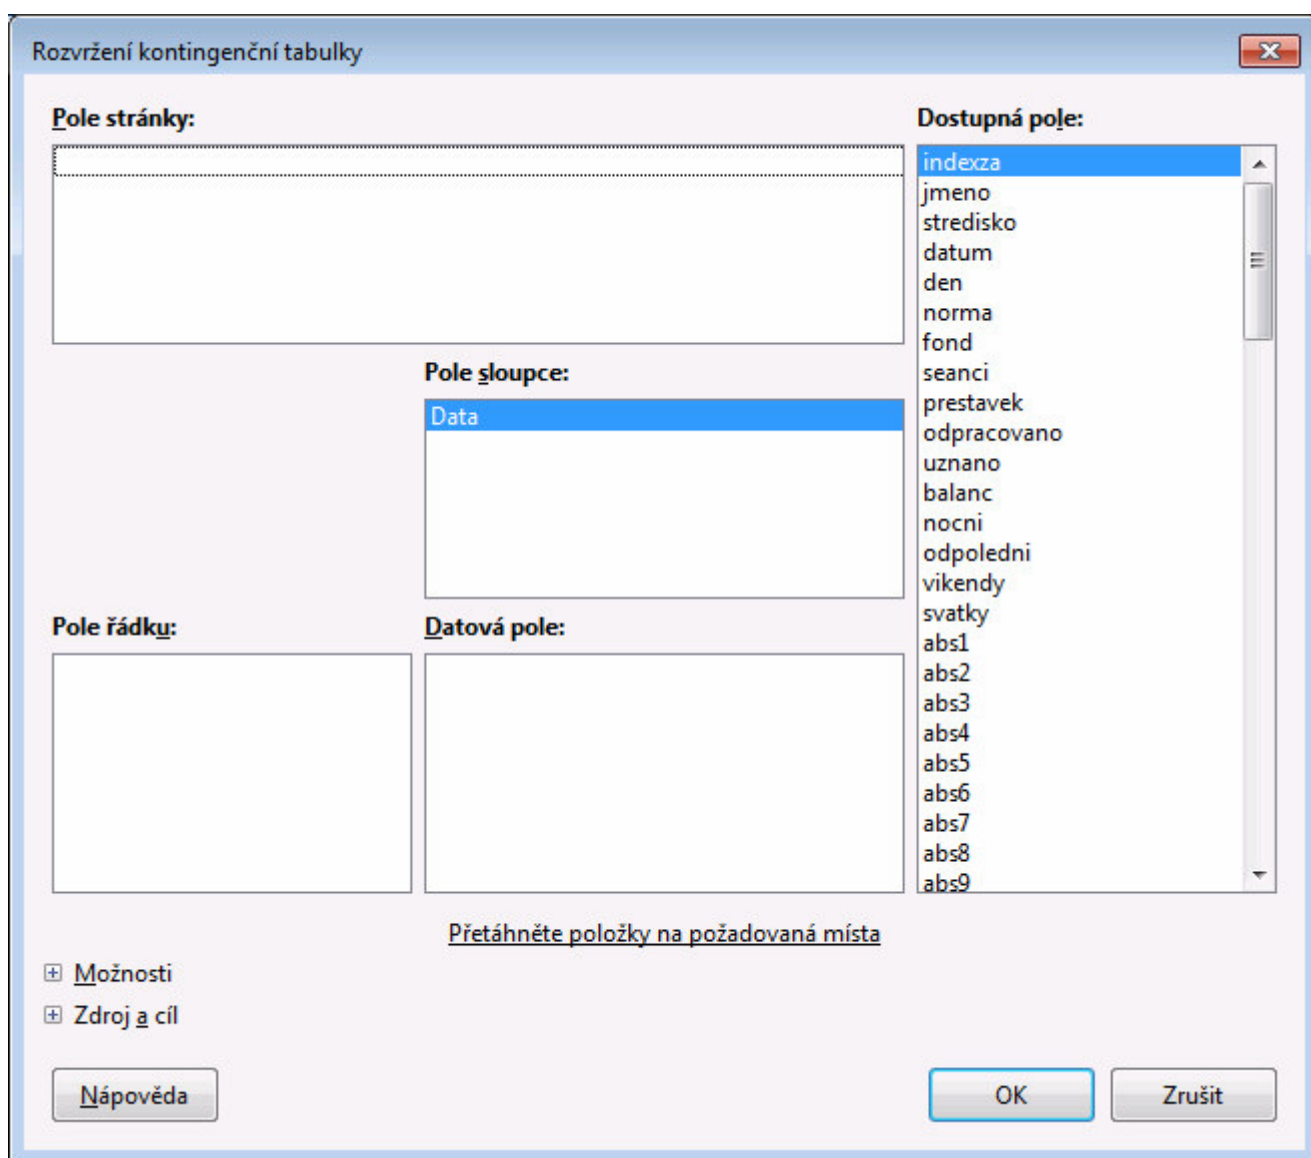 Rozvržení kontingenční tabulky
Pole stránky:
Dostupná pole:
indexza
jmeno
stredisko
datum
den
norma
fond
seanci
prestavek
odpracovano
uznano
balanc
nocni
odpoledni
vikendy
svatky
abs1
abs2
abs3
abs4
abs5
abs6
abs7
abs8
abs9
Pole sloupce:
Data
Pole řádku:
Datová pole:
Přetáhněte položky na požadovaná místa
Možnosti
Zdroj a cíl
Nápověda
OK
Zrušit